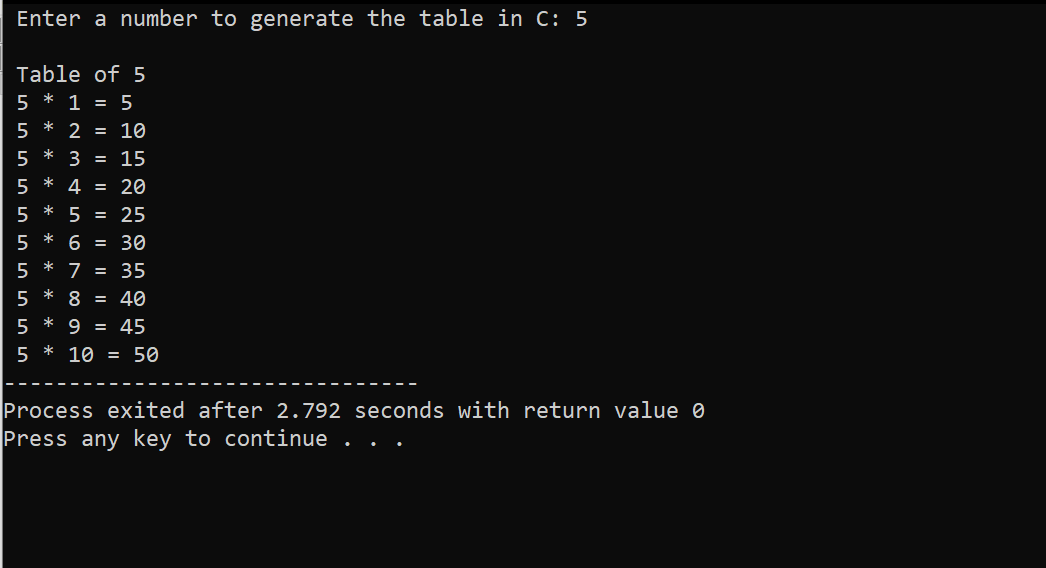 Enter a number to generate the table in C: 5
Table of 5
5 * 1 = 5
5 * 2 = 10
5 * 3 = 15
5 * 4 = 20
5 * 5 = 25
5 * 6 = 30
5 * 7 = 35
5 * 8 = 40
5 * 9 = 45
5 * 10 = 50
--------------------------------
Process exited after 2.792 seconds with return value 0
Press any key to continue . . .